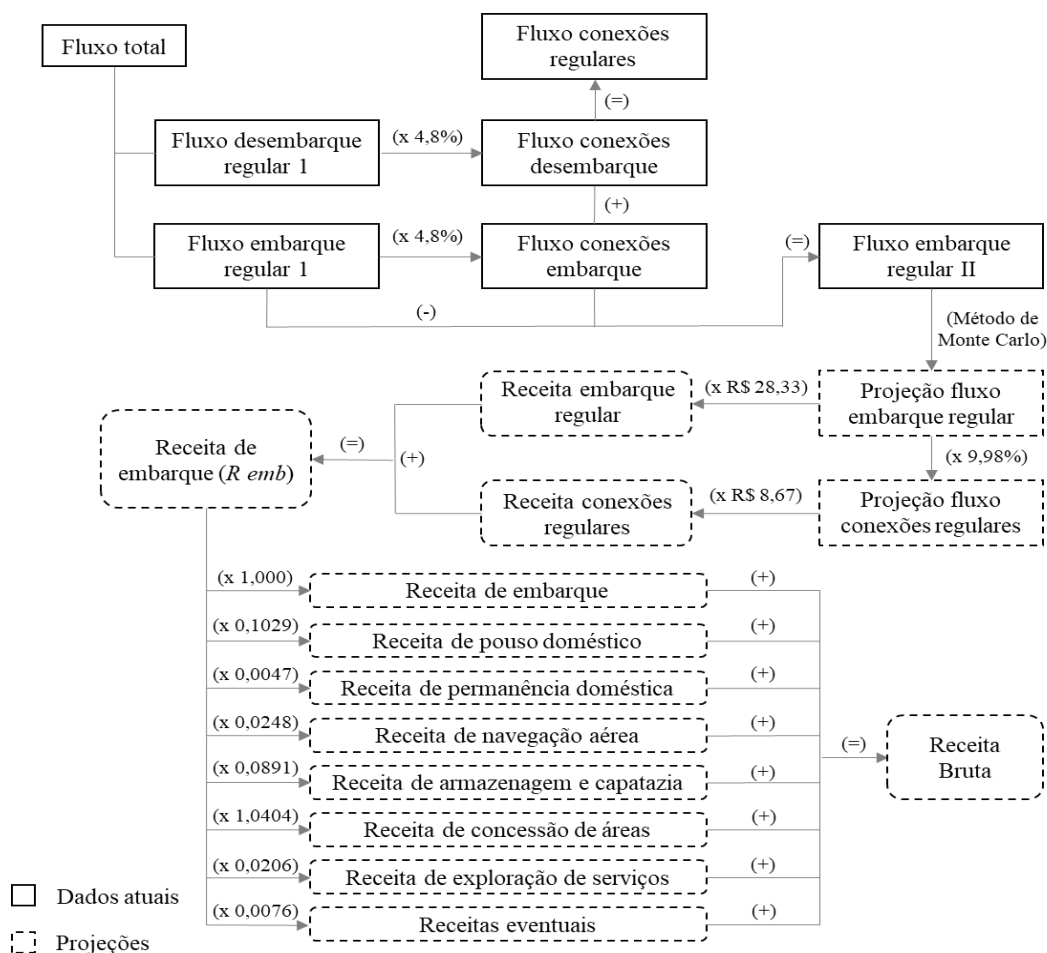 Fluxo total
Fluxo conexões
regulares
(=)
Fluxo desembarque
regular 1
(x 4,8%)
Fluxo conexões
desembarque
(+)
Fluxo embarque
regular 1
(x 4,8%)
Fluxo conexões
embarque
(=)
Fluxo embarque
regular II
(-)
(Método de
Monte Carlo)
Receita embarque
regular
(x R$ 28,33)
Projeção fluxo
embarque regular
Receita de
embarque (R emb)
(=)
(+)
(x 9,98%)
Receita conexões
regulares
(x R$ 8,67)
Projeção fluxo
conexões regulares
(x 1,000)
Receita de embarque
(+)
(x 0,1029)
Receita de pouso doméstico
(+)
(x 0,0047)
Receita de permanência doméstica
(+)
(x 0,0248)
Receita de navegação aérea
(+)
(=)
Receita
Bruta
(x 0,0891)
Receita de armazenagem e capatazia
(+)
(x 1,0404)
Receita de concessão de áreas
(+)
(x 0,0206)
Receita de exploração de serviços
(+)
(x 0,0076)
Receitas eventuais
(+)
Dados atuais
Projeções